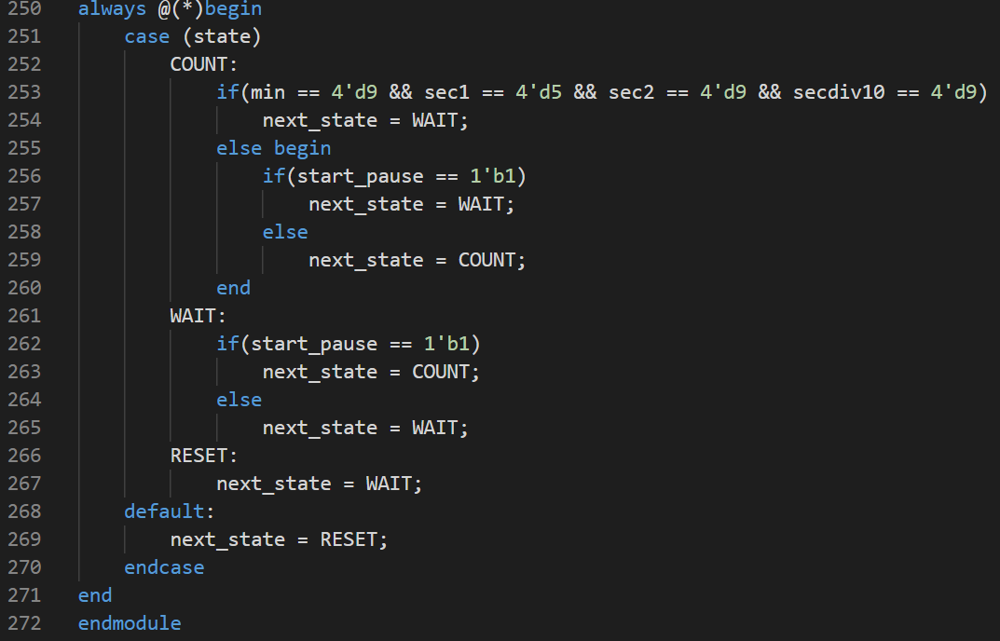 250 always @(*)begin
251 case (state)
252 COUNT:
253 if(min == 4'd9 && sec1 == 4'd5 && sec2 == 4'd9 && secdiv10 == 4'd9)
254 next_state = WAIT;
255 else begin
256 if(start_pause == 1'b1)
257 next_state = WAIT;
258 else
259 next_state = COUNT;
260 end
261 WAIT:
262 if(start_pause == 1'b1)
263 next_state = COUNT;
264 else
265 next_state = WAIT;
266 RESET:
267 next_state = WAIT;
268 default:
269 next_state = RESET;
270 endcase
271 end
272 endmodule